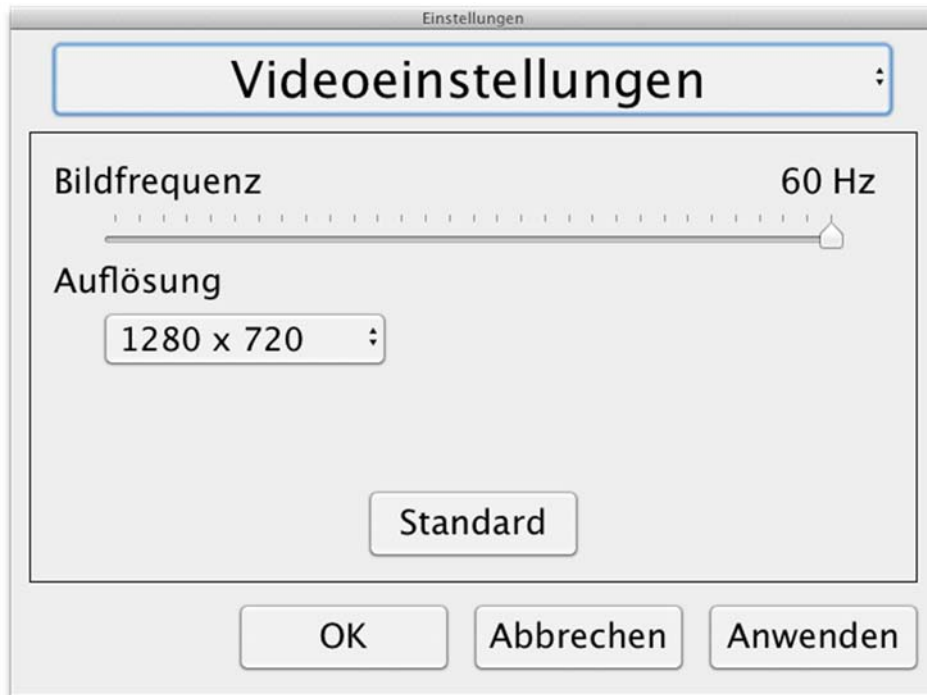 Einstellungen
Videoeinstellungen
Bildfrequenz 60 Hz
Auflösung
1280 x 720
Standard
OK Abbrechen Anwenden